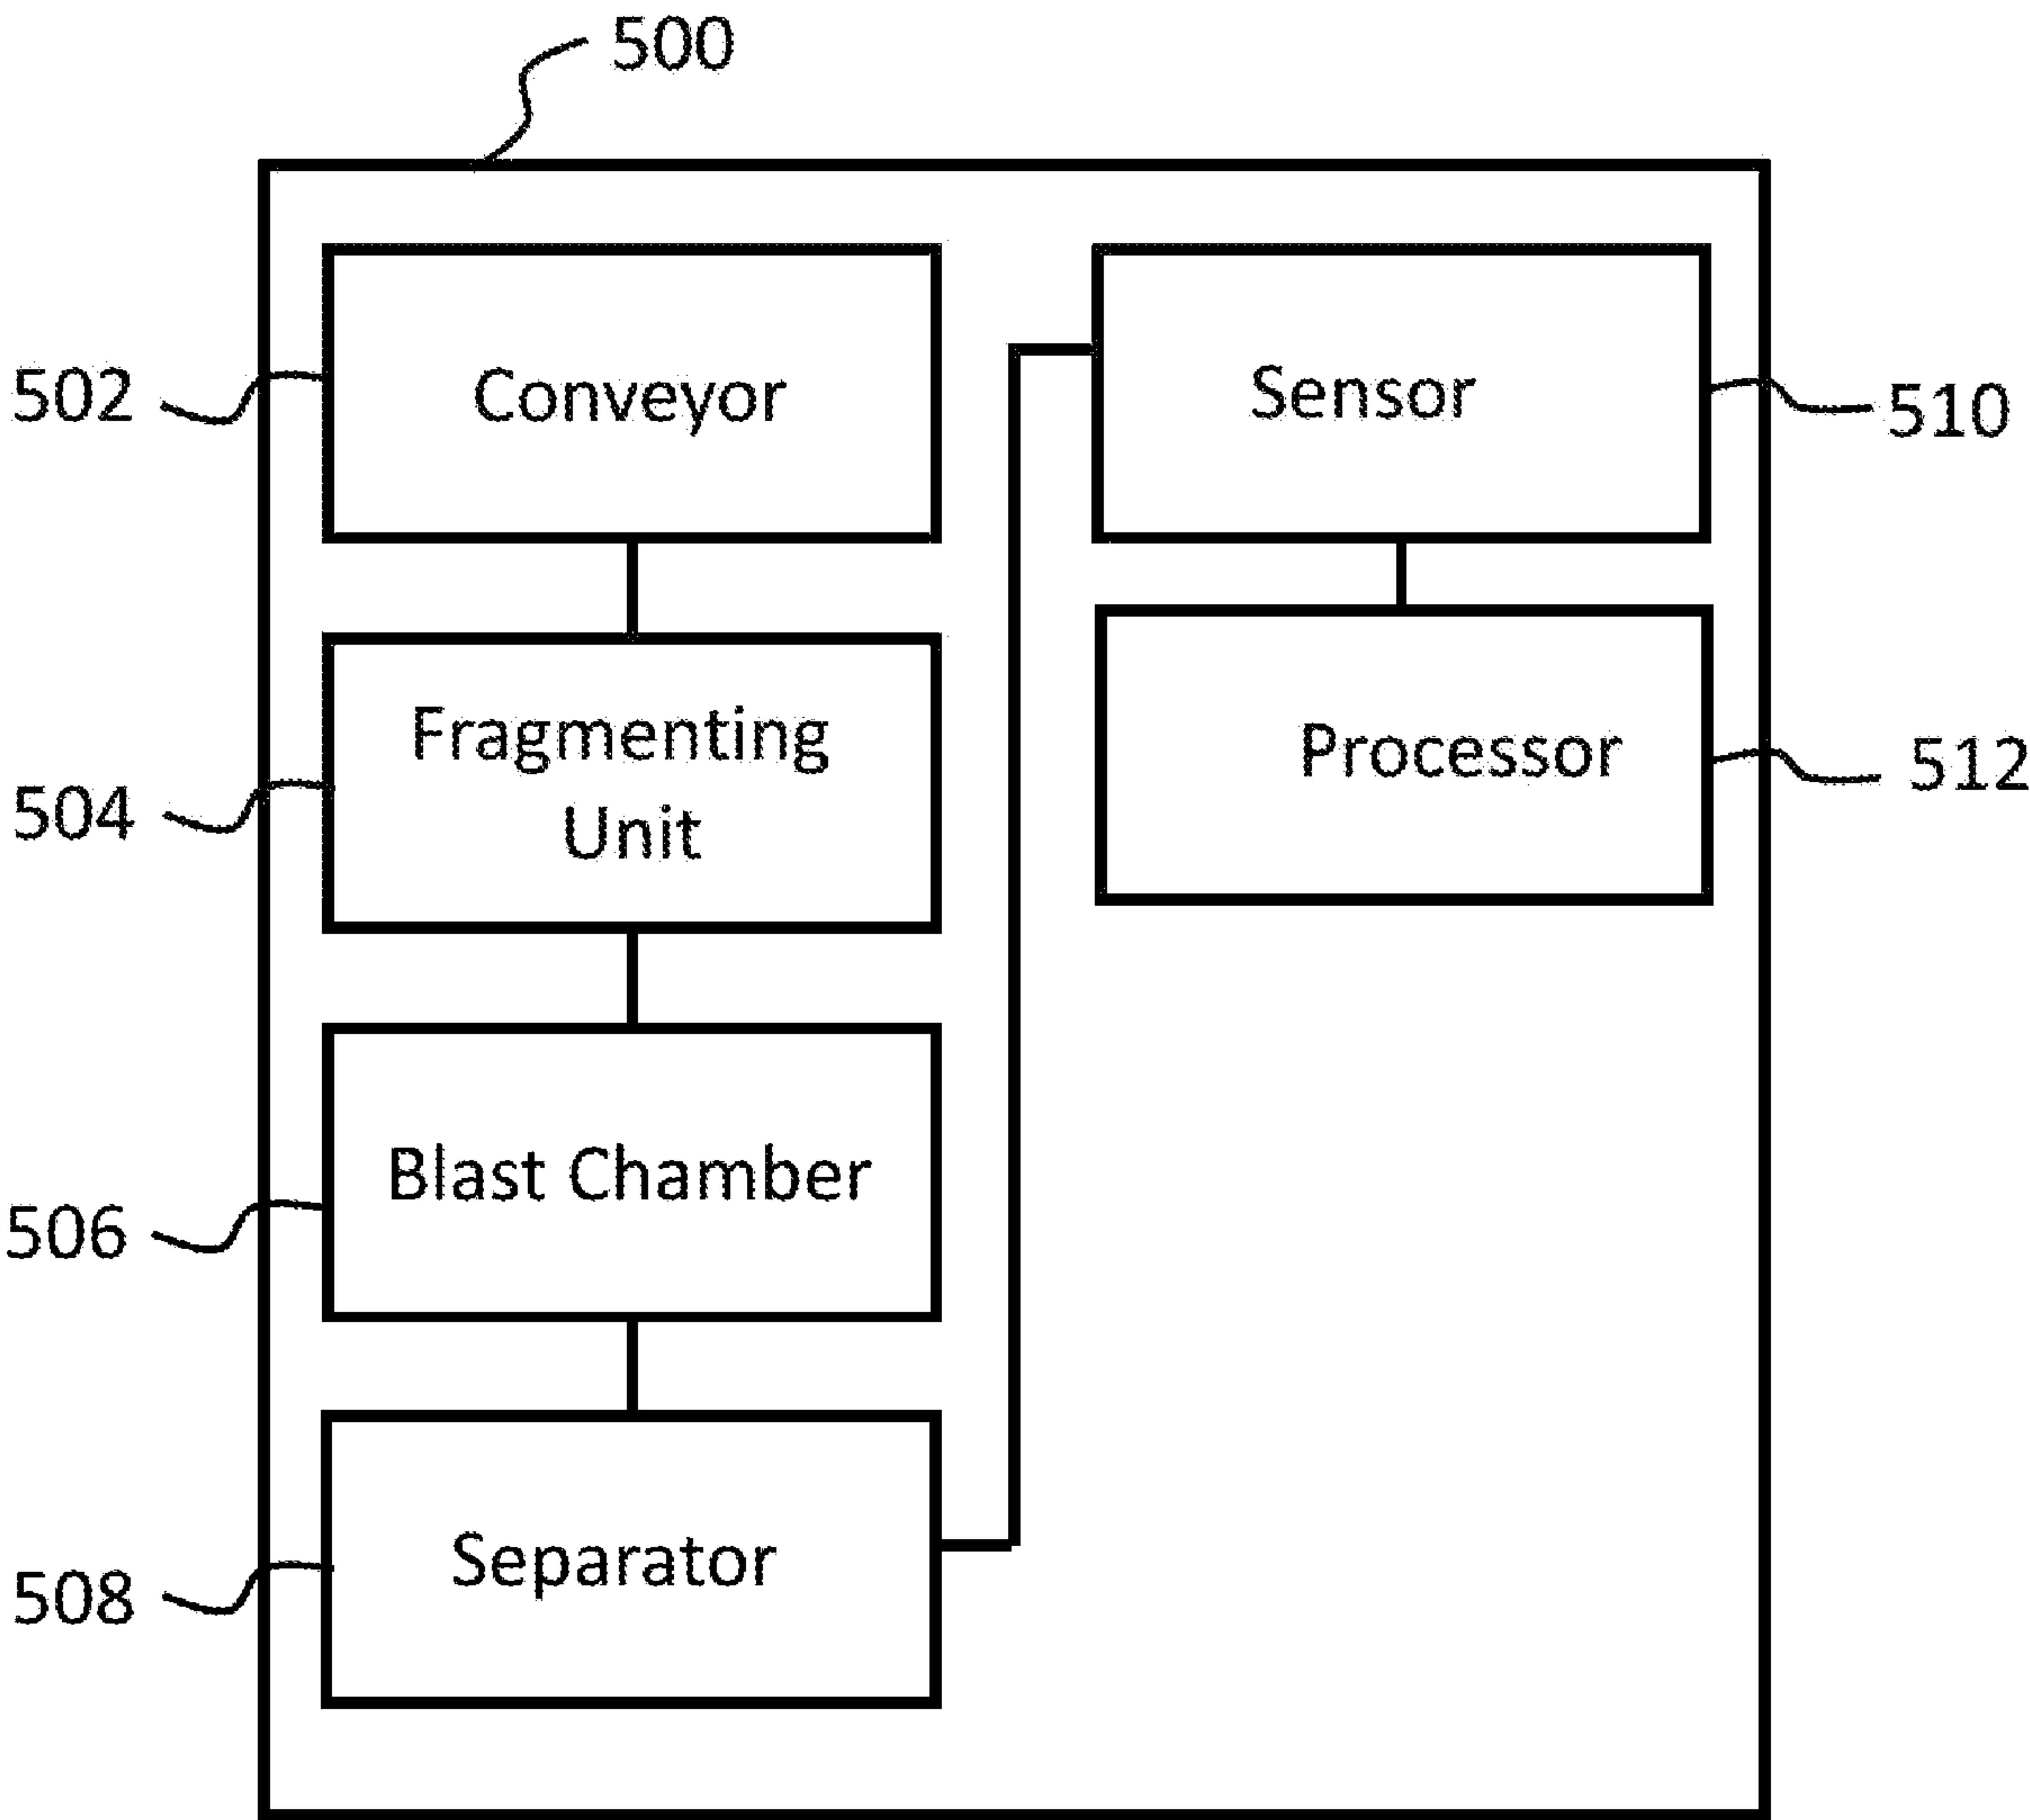 500
502
Conveyor
Sensor
510
504
Fragmenting
Unit
Processor
512
506
Blast Chamber
508
Separator